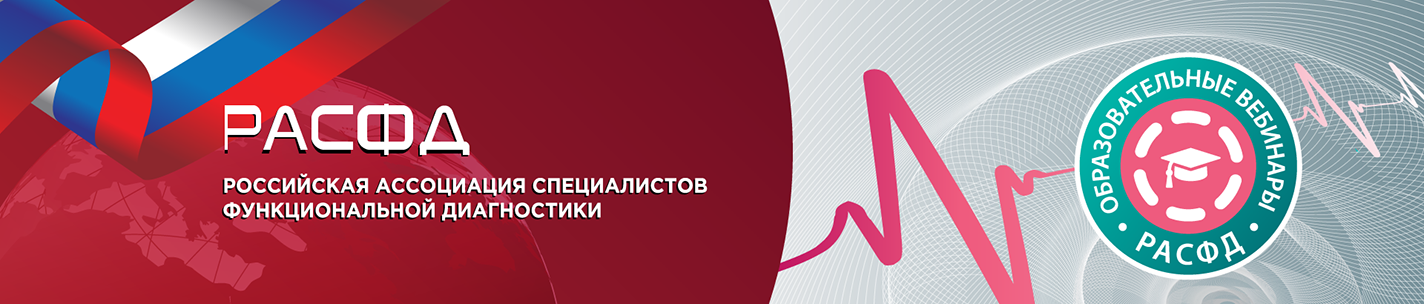 РАСФД
РОССИЙСКАЯ АССОЦИАЦИЯ СПЕЦИАЛИСТОВ
ФУНКЦИОНАЛЬНОЙ ДИАГНОСТИКИ
ОБРАЗОВАТЕЛЬНЫЕ ВЕБИНАРЫ
• РАСФД •